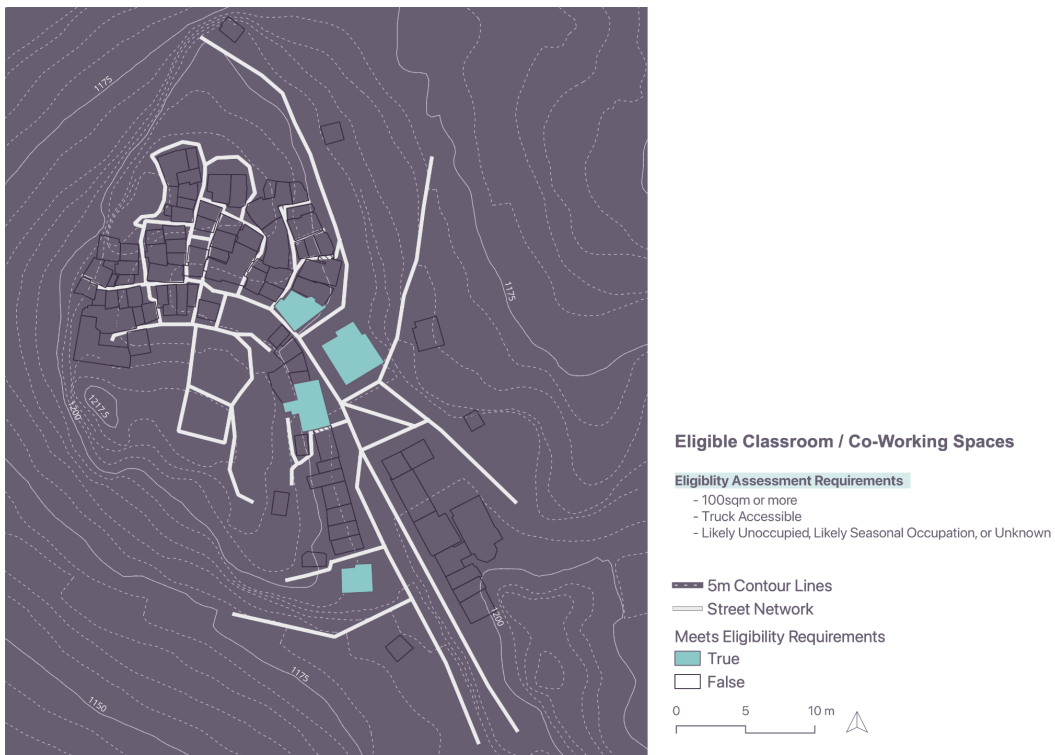 1175
1175
1217.5
1200
1200
1175
1150
Eligible Classroom / Co-Working Spaces
Eligiblity Assessment Requirements
- 100sqm or more
- Truck Accessible
- Likely Unoccupied, Likely Seasonal Occupation, or Unknown
5m Contour Lines
Street Network
Meets Eligibility Requirements
True
False
0 5 10 m